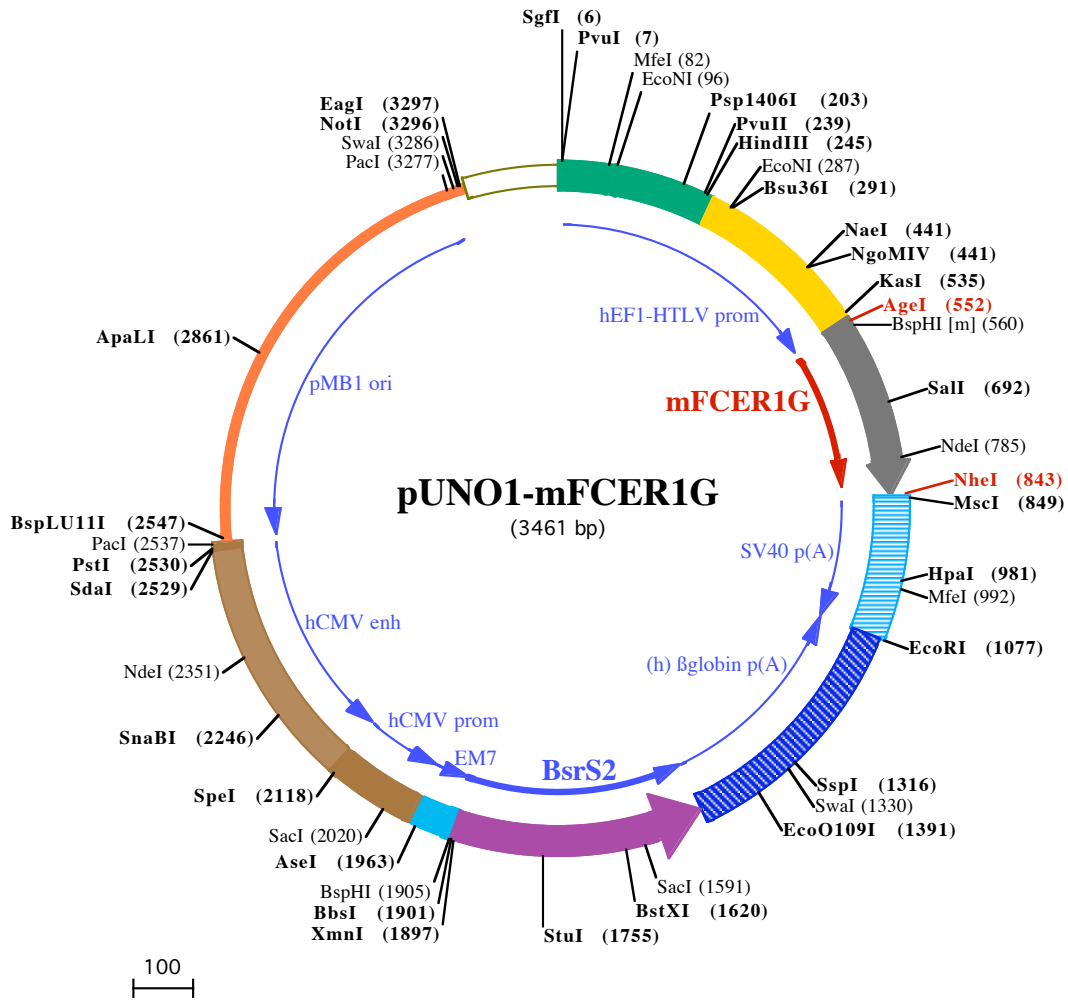 SgfI (6)
PvuI (7)
MfeI (82)
EcoNI (96)
Psp1406I (203)
PvuII (239)
HindIII (245)
EcoNI (287)
Bsu36I (291)
NaeI (441)
NgoMIV (441)
KasI (535)
AgeI (552)
BspHI [m] (560)
SalI (692)
NdeI (785)
NheI (843)
MscI (849)
HpaI (981)
MfeI (992)
EcoRI (1077)
SspI (1316)
SwaI (1330)
EcoO109I (1391)
SacI (1591)
BstXI (1620)
StuI (1755)
XmnI (1897)
BbsI (1901)
BspHI (1905)
AseI (1963)
SacI (2020)
SpeI (2118)
SnaBI (2246)
NdeI (2351)
SdaI (2529)
PstI (2530)
PacI (2537)
BspLU11I (2547)
ApaLI (2861)
PacI (3277)
SwaI (3286)
NotI (3296)
EagI (3297)
hEF1-HTLV prom
mFCER1G
SV40 p(A)
(h) ßglobin p(A)
BsrS2
EM7
hCMV prom
hCMV enh
pMB1 ori
pUNO1-mFCER1G
(3461 bp)
100